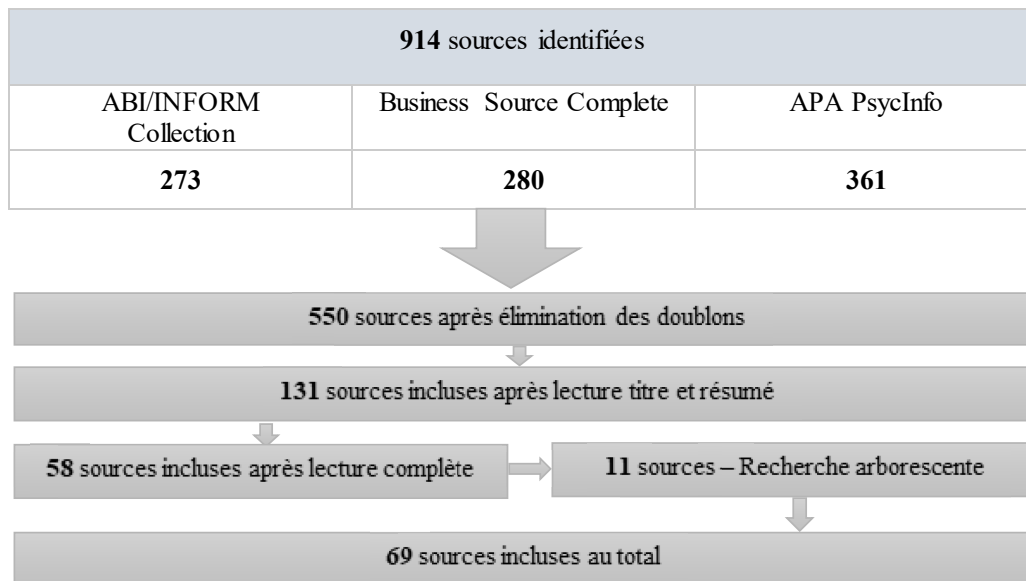 914 sources identifiées
ABI/INFORM
Collection
Business Source Complete
APA PsycInfo
273
280
361
550 sources après élimination des doublons
131 sources incluses après lecture titre et résumé
58 sources incluses après lecture complète
11 sources – Recherche arborescente
69 sources incluses au total